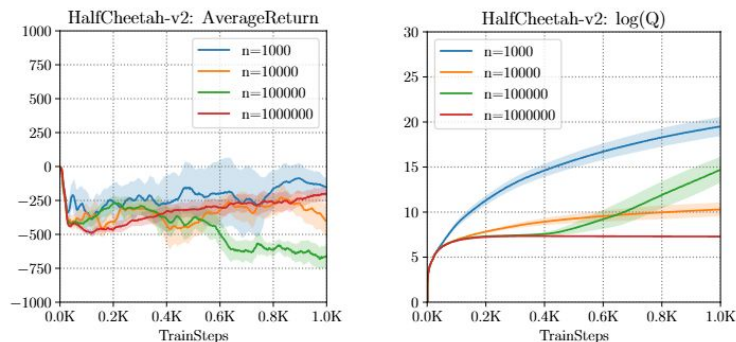 HalfCheetah-v2: AverageReturn
1000
750
500
250
0
−250
−500
−750
−1000
n=1000
n=10000
n=100000
n=1000000
0.0K 0.2K 0.4K 0.6K 0.8K 1.0K
TrainSteps
HalfCheetah-v2: log(Q)
30
25
20
15
10
5
0
n=1000
n=10000
n=100000
n=1000000
0.0K 0.2K 0.4K 0.6K 0.8K 1.0K
TrainSteps